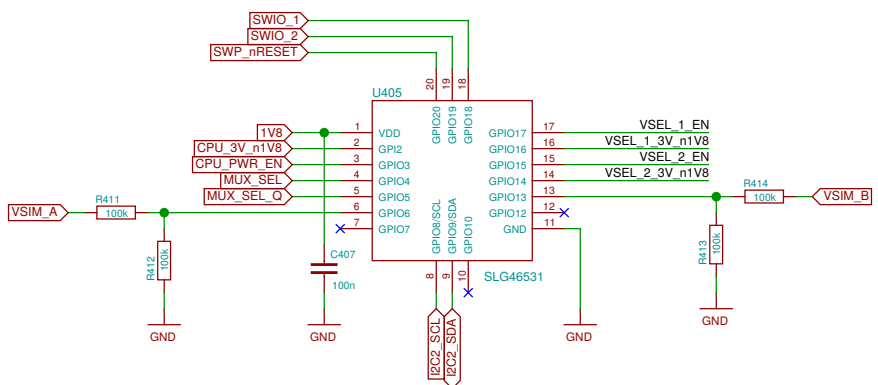 SWIO_1
SWIO_2
SWP_nRESET
20
19
18
U405
GPIO20
GPIO19
GPIO18
1V8
1
VDD
GPIO17
17
VSEL_1_EN
CPU_3V_n1V8
2
GPI2
GPIO16
16
VSEL_1_3V_n1V8
CPU_PWR_EN
3
GPIO3
GPIO15
15
VSEL_2_EN
MUX_SEL
4
GPIO4
GPIO14
14
VSEL_2_3V_n1V8
MUX_SEL_Q
5
GPIO5
GPIO13
13
R414
100k
VSIM_B
VSIM_A
R411
100k
6
GPIO6
GPIO12
12
7
GPIO7
GND
11
GPIO8/SCL
GPIO9/SDA
GPIO10
R412
100k
C407
100n
R413
100k
8
9
10
SLG46531
I2C2_SCL
I2C2_SDA
GND
GND
GND
GND